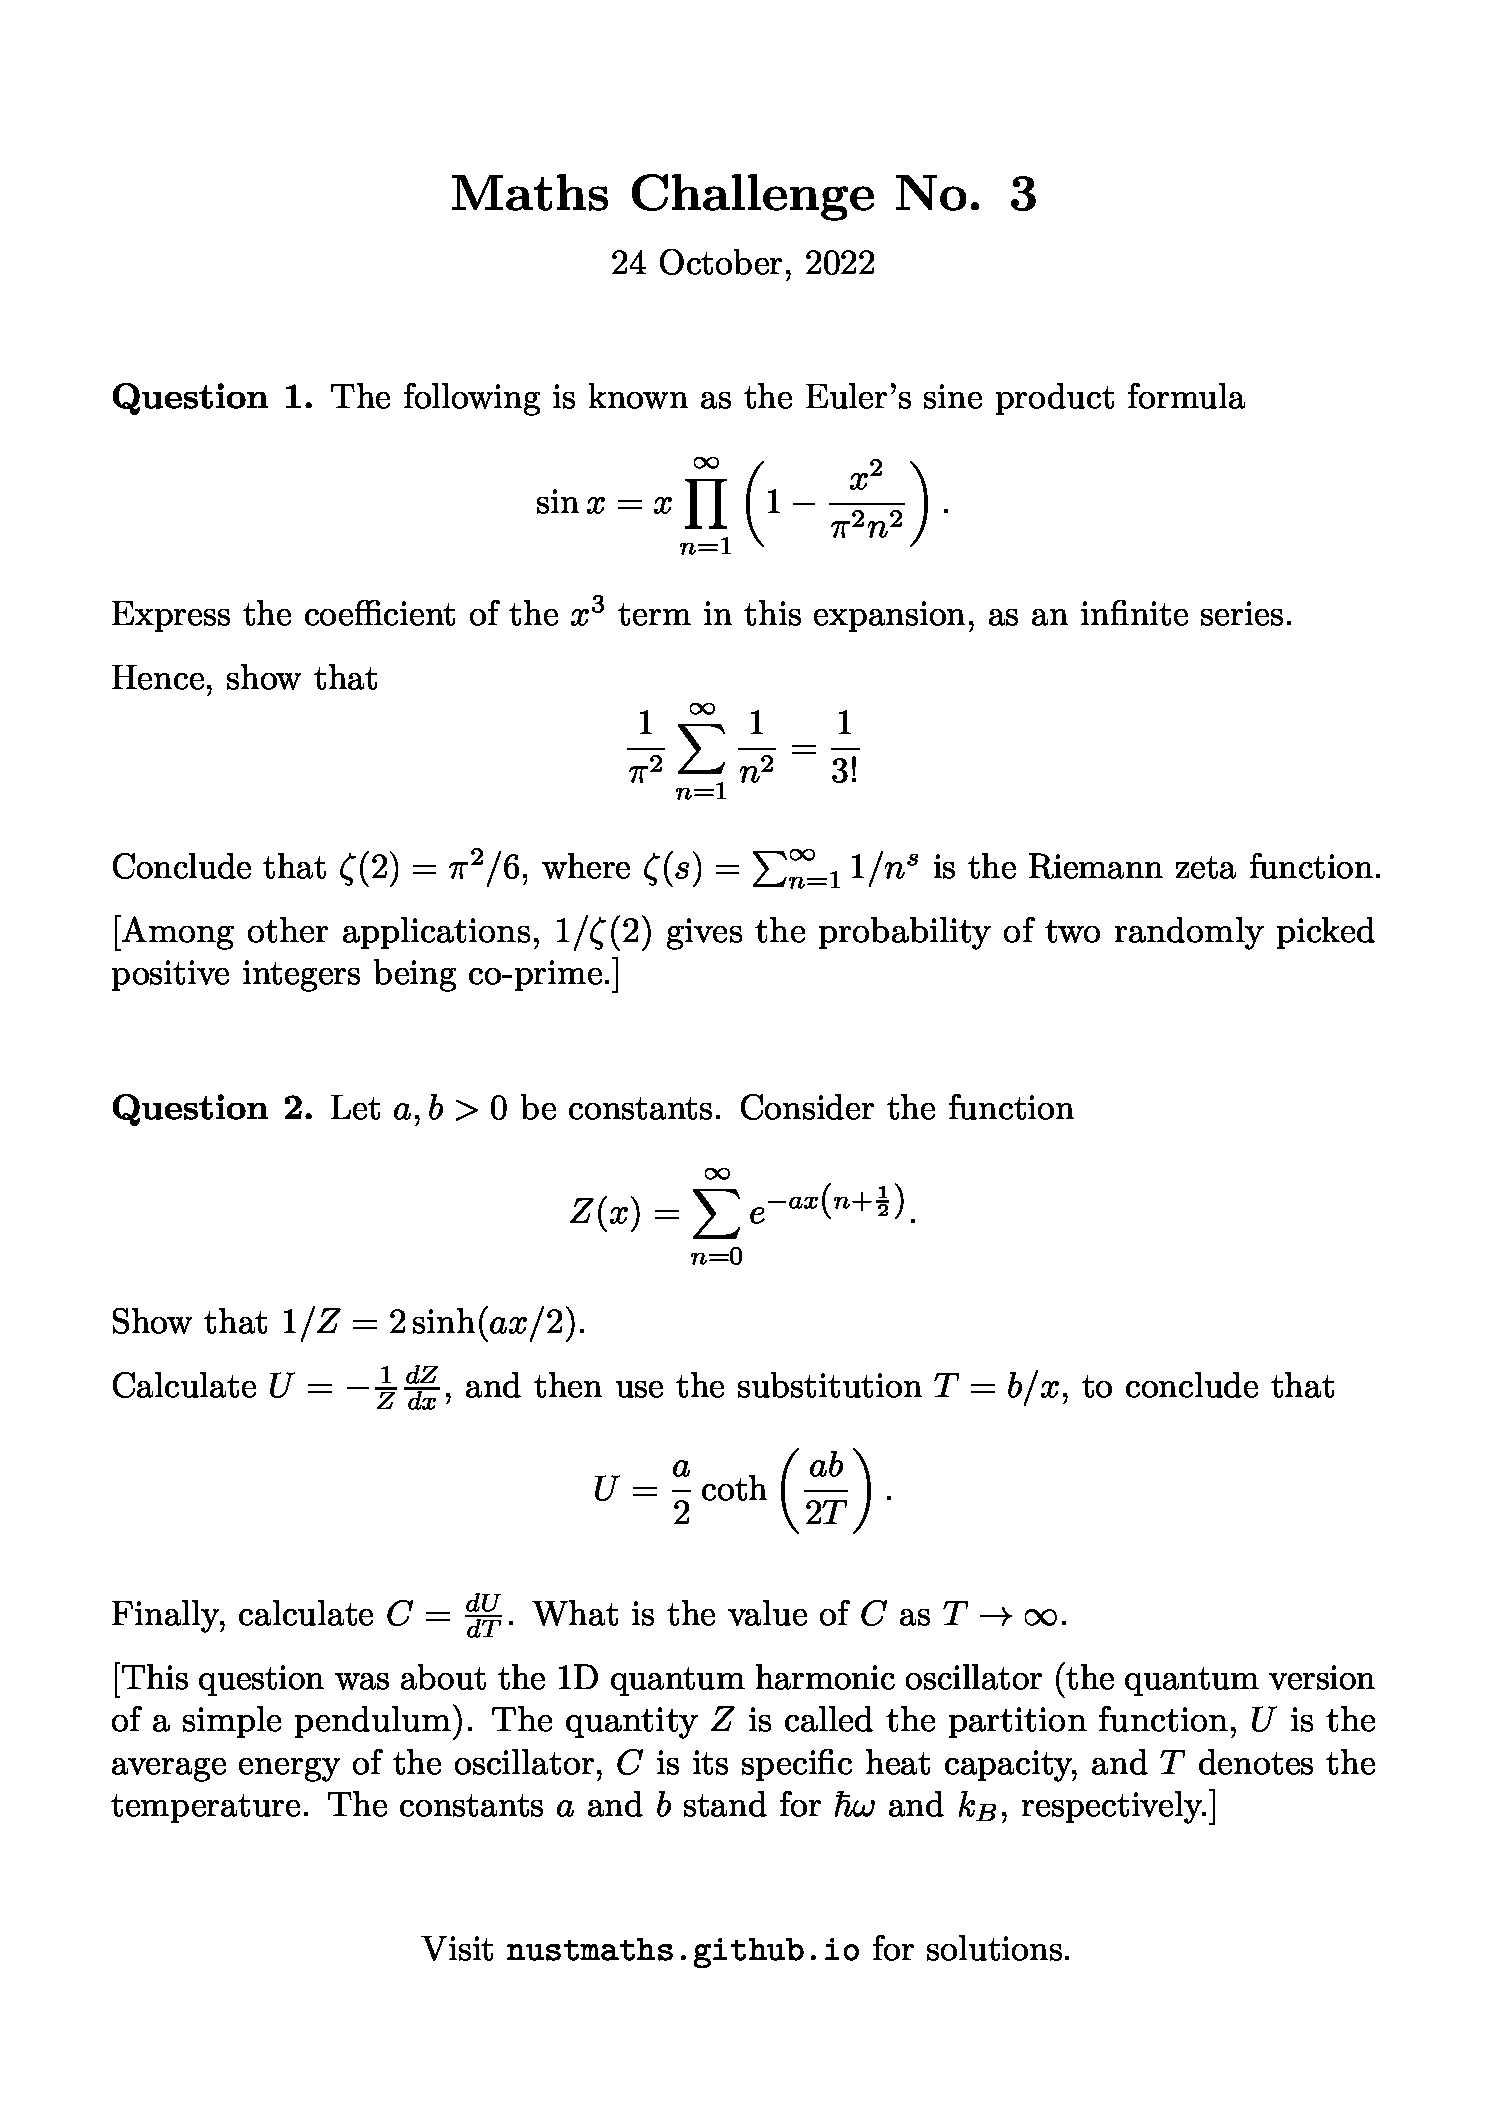 Maths Challenge No. 3
24 October, 2022
Question 1. The following is known as the Euler's sine product formula
$$\sin x = x \prod_{n=1}^{\infty} \left(1 - \frac{x^2}{\pi^2 n^2}\right).$$
Express the coefficient of the $x^3$ term in this expansion, as an infinite series.
Hence, show that
$$\frac{1}{\pi^2} \sum_{n=1}^{\infty} \frac{1}{n^2} = \frac{1}{3!}$$
Conclude that $\zeta(2) = \pi^2/6$, where $\zeta(s) = \sum_{n=1}^{\infty} 1/n^s$ is the Riemann zeta function.
[Among other applications, $1/\zeta(2)$ gives the probability of two randomly picked
positive integers being co-prime.]
Question 2. Let $a, b > 0$ be constants. Consider the function
$$Z(x) = \sum_{n=0}^{\infty} e^{-ax\left(n+\frac{1}{2}\right)}.$$
Show that $1/Z = 2\sinh(ax/2)$.
Calculate $U = -\frac{1}{Z}\frac{dZ}{dx}$, and then use the substitution $T = b/x$, to conclude that
$$U = \frac{a}{2} \coth\left(\frac{ab}{2T}\right).$$
Finally, calculate $C = \frac{dU}{dT}$. What is the value of $C$ as $T \to \infty$.
[This question was about the 1D quantum harmonic oscillator (the quantum version
of a simple pendulum). The quantity $Z$ is called the partition function, $U$ is the
average energy of the oscillator, $C$ is its specific heat capacity, and $T$ denotes the
temperature. The constants $a$ and $b$ stand for $\hbar\omega$ and $k_B$, respectively.]
Visit nustmaths.github.io for solutions.